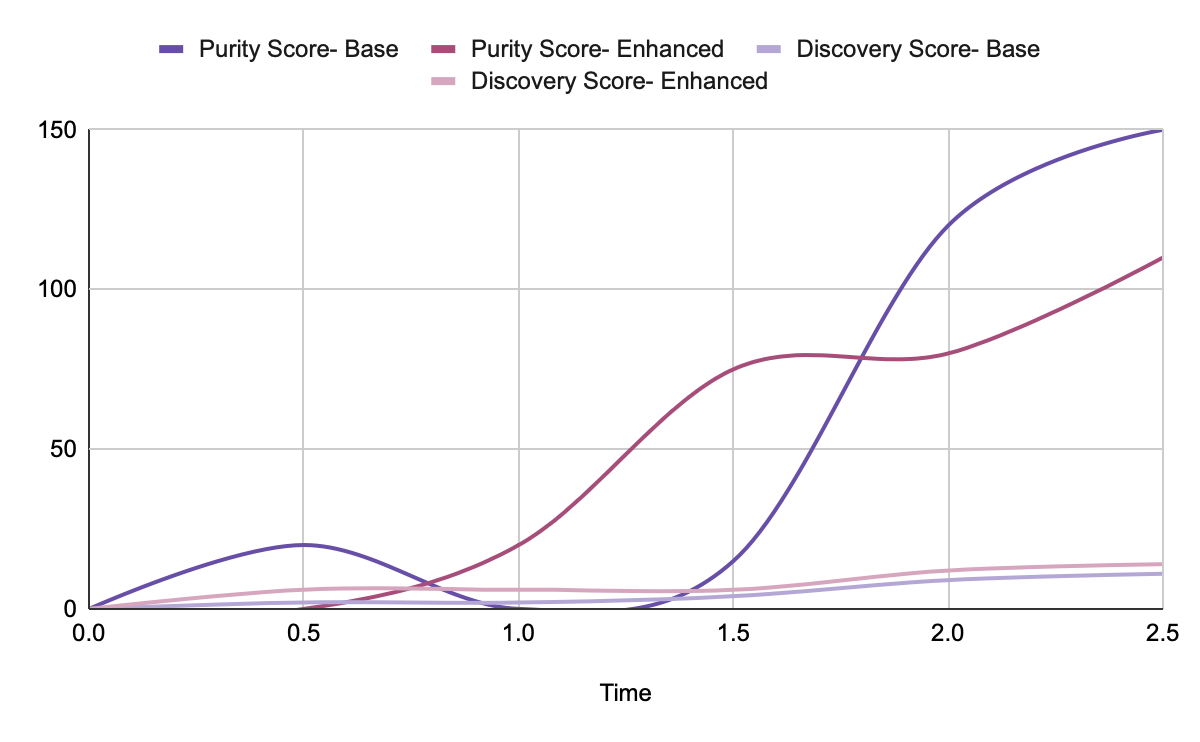 Purity Score- Base Purity Score- Enhanced Discovery Score- Base
Discovery Score- Enhanced
150
100
50
0
0.0 0.5 1.0 1.5 2.0 2.5
Time